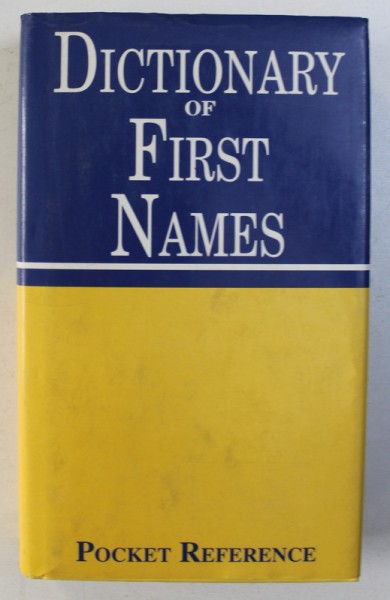 DICTIONARY
OF
FIRST
NAMES
POCKET REFERENCE